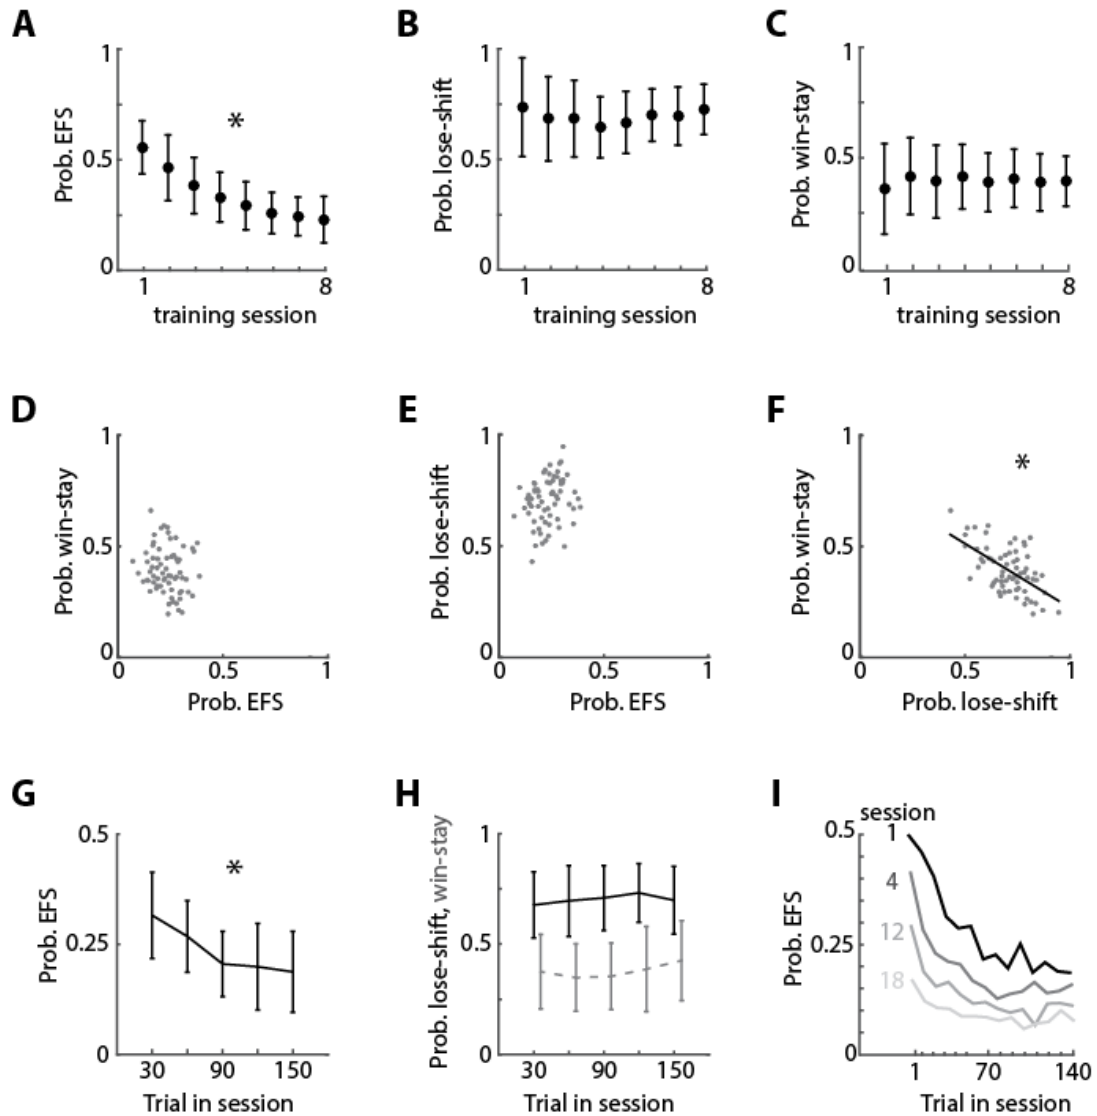 A
B
C
1
0.5
0
Prob. EFS
*
1
8
training session
1
0.5
0
Prob. lose-shift
1
8
training session
1
0.5
0
Prob. win-stay
1
8
training session
D
E
F
1
0.5
0
Prob. win-stay
0
0.5
1
Prob. EFS
1
0.5
0
Prob. lose-shift
0
0.5
1
Prob. EFS
1
0.5
0
Prob. win-stay
*
0
0.5
1
Prob. lose-shift
G
H
I
0.5
0.25
0
Prob. EFS
*
30
90
150
Trial in session
1
0.5
0
Prob. lose-shift, win-stay
30
90
150
Trial in session
session
0.5
0.25
0
Prob. EFS
1
4
12
18
1
70
140
Trial in session